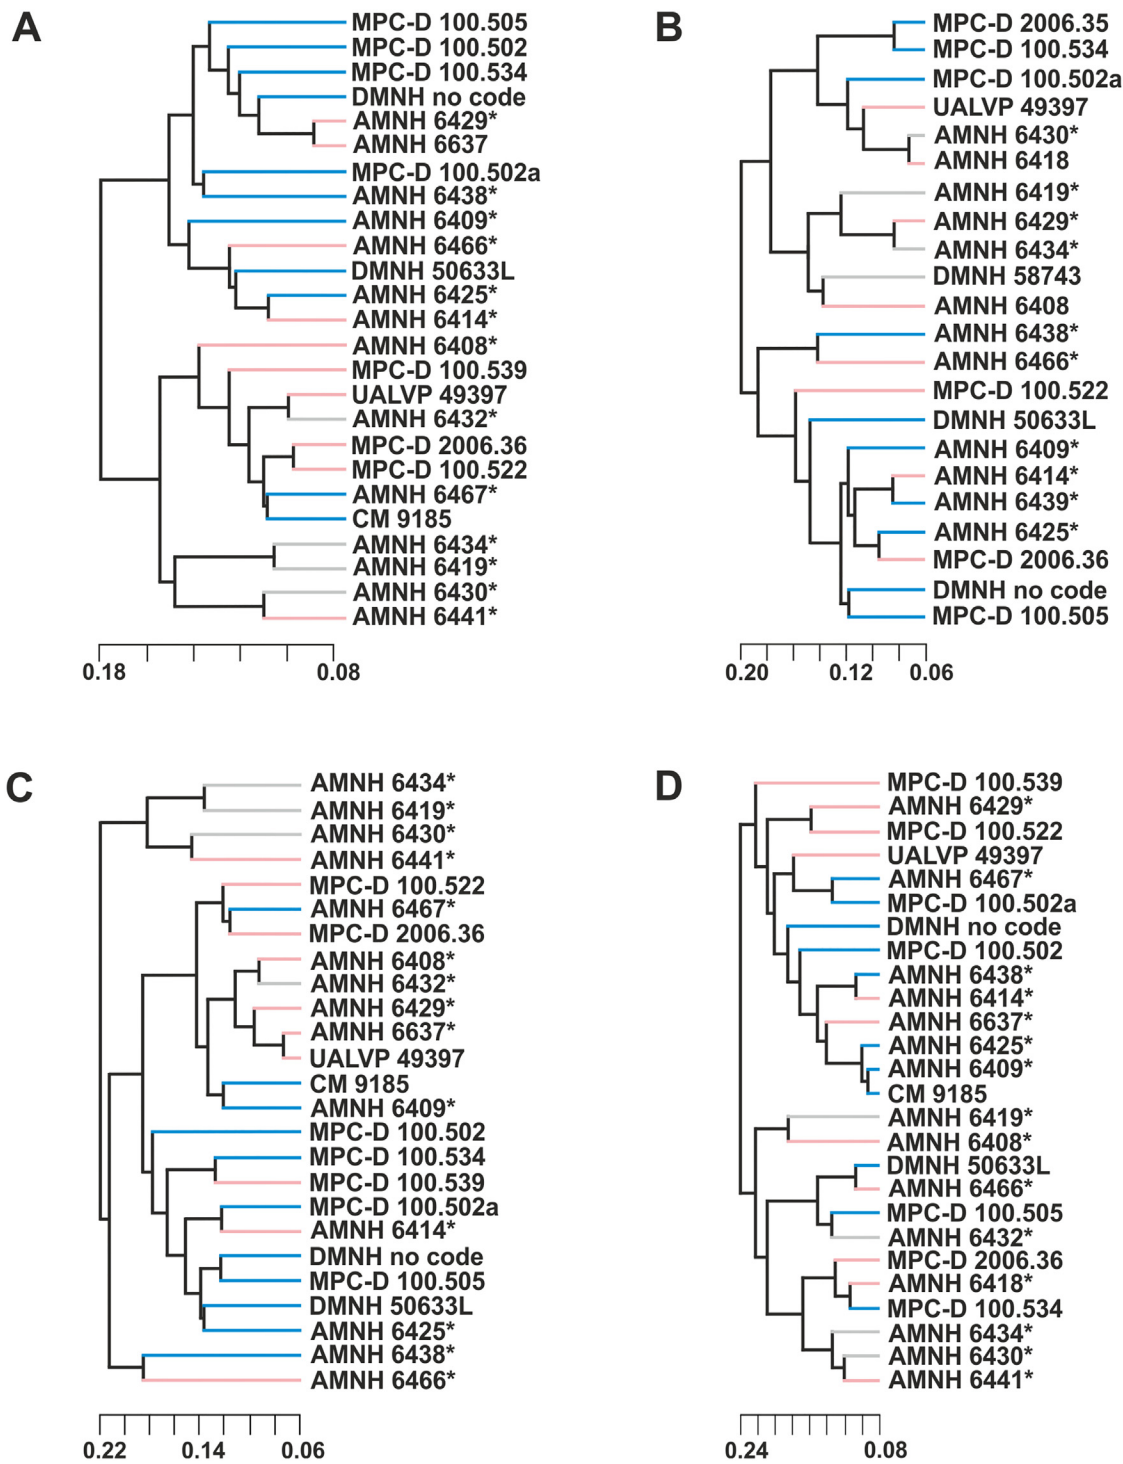 A
MPC-D 100.505
MPC-D 100.502
MPC-D 100.534
DMNH no code
AMNH 6429*
AMNH 6637
MPC-D 100.502a
AMNH 6438*
AMNH 6409*
AMNH 6466*
DMNH 50633L
AMNH 6425*
AMNH 6414*
AMNH 6408*
MPC-D 100.539
UALVP 49397
AMNH 6432*
MPC-D 2006.36
MPC-D 100.522
AMNH 6467*
CM 9185
AMNH 6434*
AMNH 6419*
AMNH 6430*
AMNH 6441*
0.18 0.08
B
MPC-D 2006.35
MPC-D 100.534
MPC-D 100.502a
UALVP 49397
AMNH 6430*
AMNH 6418
AMNH 6419*
AMNH 6429*
AMNH 6434*
DMNH 58743
AMNH 6408
AMNH 6438*
AMNH 6466*
MPC-D 100.522
DMNH 50633L
AMNH 6409*
AMNH 6414*
AMNH 6439*
AMNH 6425*
MPC-D 2006.36
DMNH no code
MPC-D 100.505
0.20 0.12 0.06
C
AMNH 6434*
AMNH 6419*
AMNH 6430*
AMNH 6441*
MPC-D 100.522
AMNH 6467*
MPC-D 2006.36
AMNH 6408*
AMNH 6432*
AMNH 6429*
AMNH 6637*
UALVP 49397
CM 9185
AMNH 6409*
MPC-D 100.502
MPC-D 100.534
MPC-D 100.539
MPC-D 100.502a
AMNH 6414*
DMNH no code
MPC-D 100.505
DMNH 50633L
AMNH 6425*
AMNH 6438*
AMNH 6466*
0.22 0.14 0.06
D
MPC-D 100.539
AMNH 6429*
MPC-D 100.522
UALVP 49397
AMNH 6467*
MPC-D 100.502a
DMNH no code
MPC-D 100.502
AMNH 6438*
AMNH 6414*
AMNH 6637*
AMNH 6425*
AMNH 6409*
CM 9185
AMNH 6419*
AMNH 6408*
DMNH 50633L
AMNH 6466*
MPC-D 100.505
AMNH 6432*
MPC-D 2006.36
AMNH 6418*
MPC-D 100.534
AMNH 6434*
AMNH 6430*
AMNH 6441*
0.24 0.08